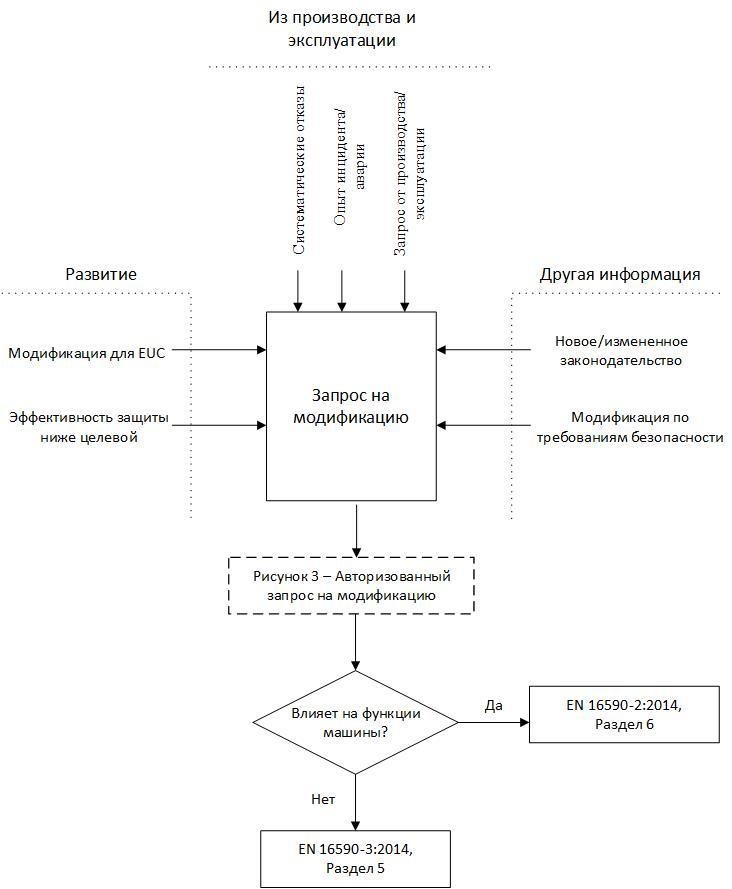 Из производства и
эксплуатации
Систематические отказы
Опыт инцидента/
аварии
Запрос от производства/
эксплуатации
Развитие
Другая информация
Модификация для EUC
Эффективность защиты
ниже целевой
Запрос на
модификацию
Новое/измененное
законодательство
Модификация по
требованиям безопасности
Рисунок 3 – Авторизованный
запрос на модификацию
Влияет на функции
машины?
Да
EN 16590-2:2014,
Раздел 6
Нет
EN 16590-3:2014,
Раздел 5